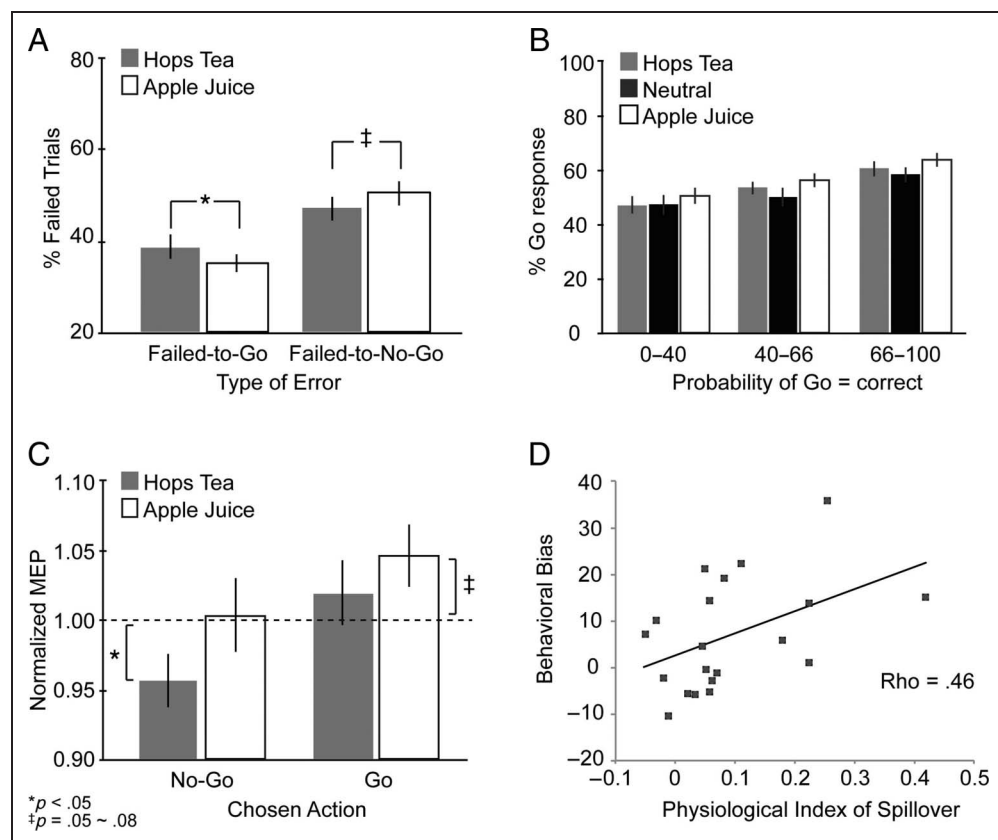 A
80
60
40
20
% Failed Trials
Hops Tea
Apple Juice
*
‡
Failed-to-Go
Failed-to-No-Go
Type of Error
B
100
80
60
40
20
0
% Go response
Hops Tea
Neutral
Apple Juice
0–40
40–66
66–100
Probability of Go = correct
C
1.10
1.05
1.00
0.95
0.90
Normalized MEP
Hops Tea
Apple Juice
*
‡
No-Go
Go
Chosen Action
*p < .05
‡p = .05 ~ .08
D
40
30
20
10
0
–10
–20
Behavioral Bias
Rho = .46
–0.1
0
0.1
0.2
0.3
0.4
0.5
Physiological Index of Spillover